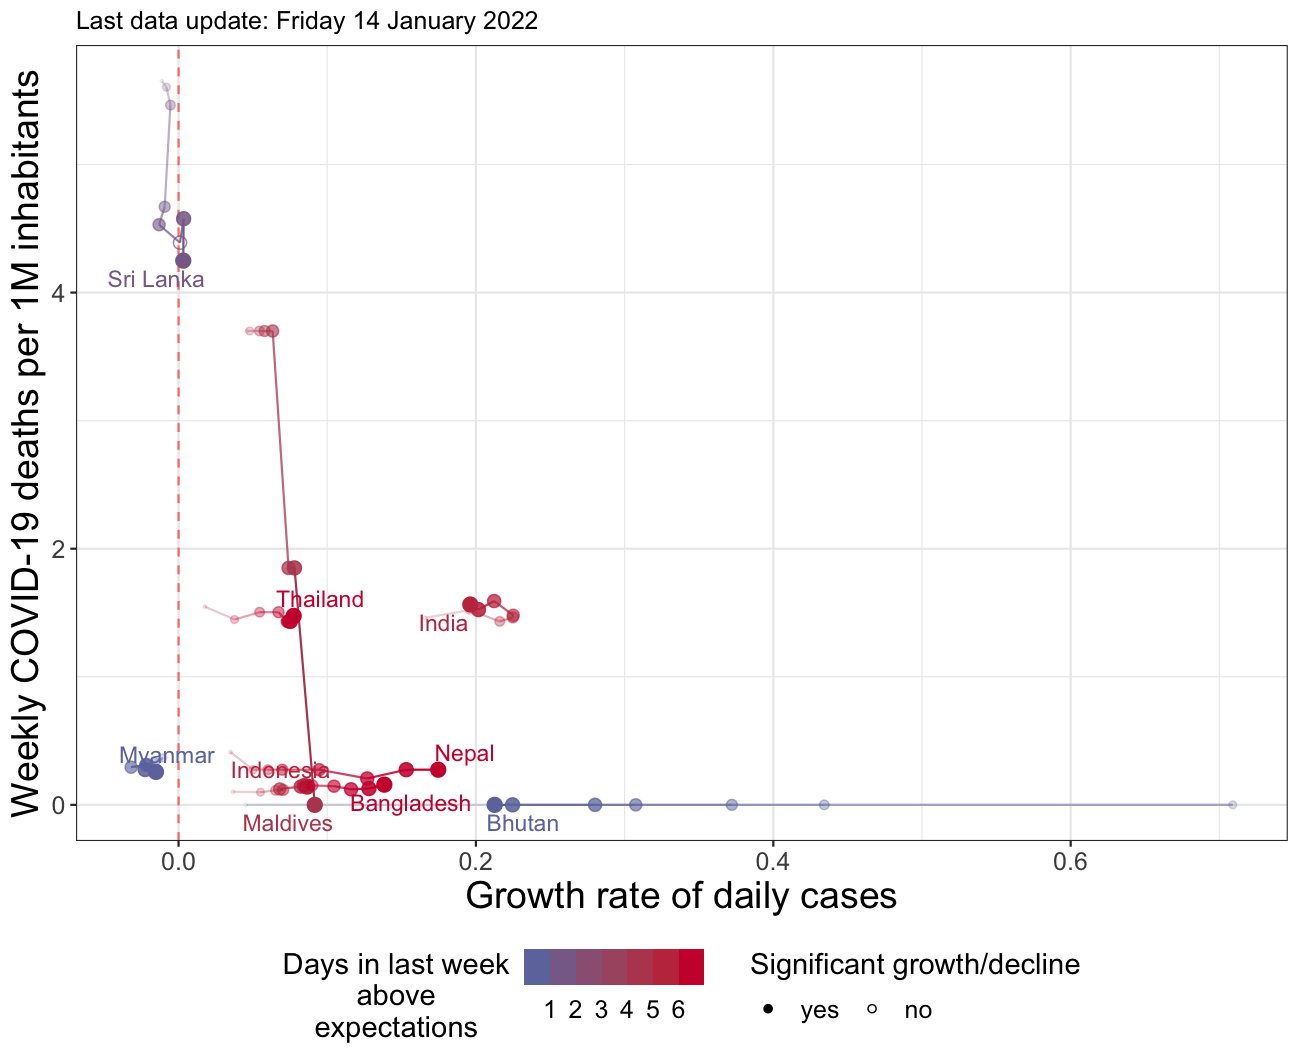 Last data update: Friday 14 January 2022
Weekly COVID-19 deaths per 1M inhabitants
4
2
0
Sri Lanka
Thailand
India
Myanmar
Nepal
Indonesia
Bangladesh
Maldives
Bhutan
0.0 0.2 0.4 0.6
Growth rate of daily cases
Days in last week
above
expectations
1 2 3 4 5 6
Significant growth/decline
yes no